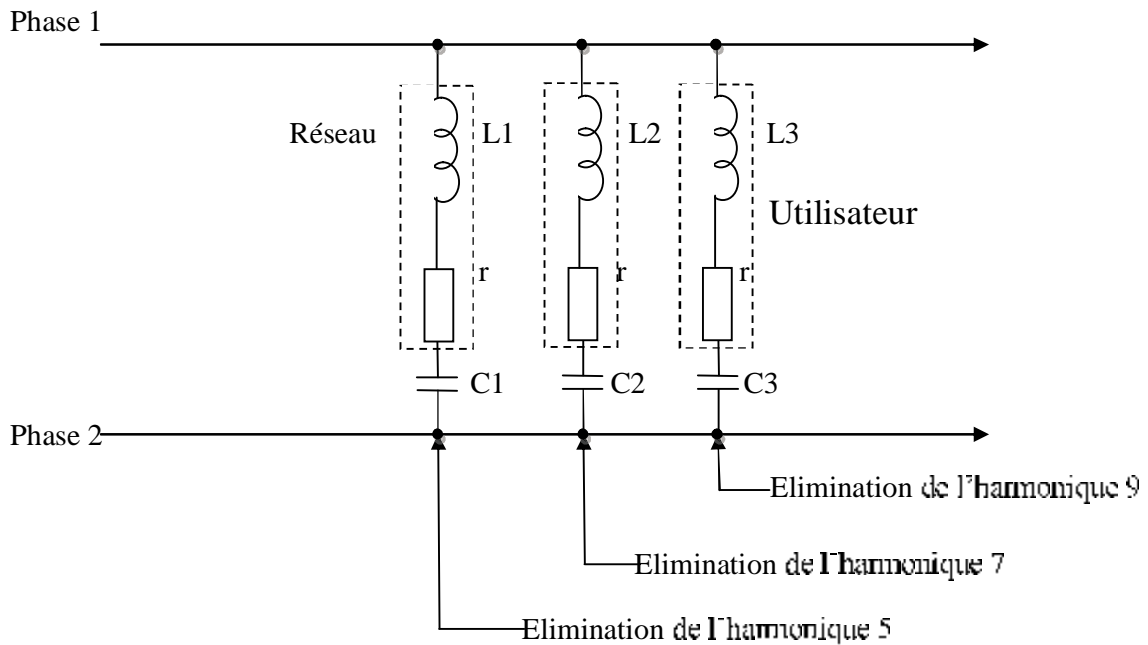 Phase 1
Réseau
L1
L2
L3
Utilisateur
r
r
r
C1
C2
C3
Phase 2
Elimination de l'harmonique 9
Elimination de l'harmonique 7
Elimination de l'harmonique 5